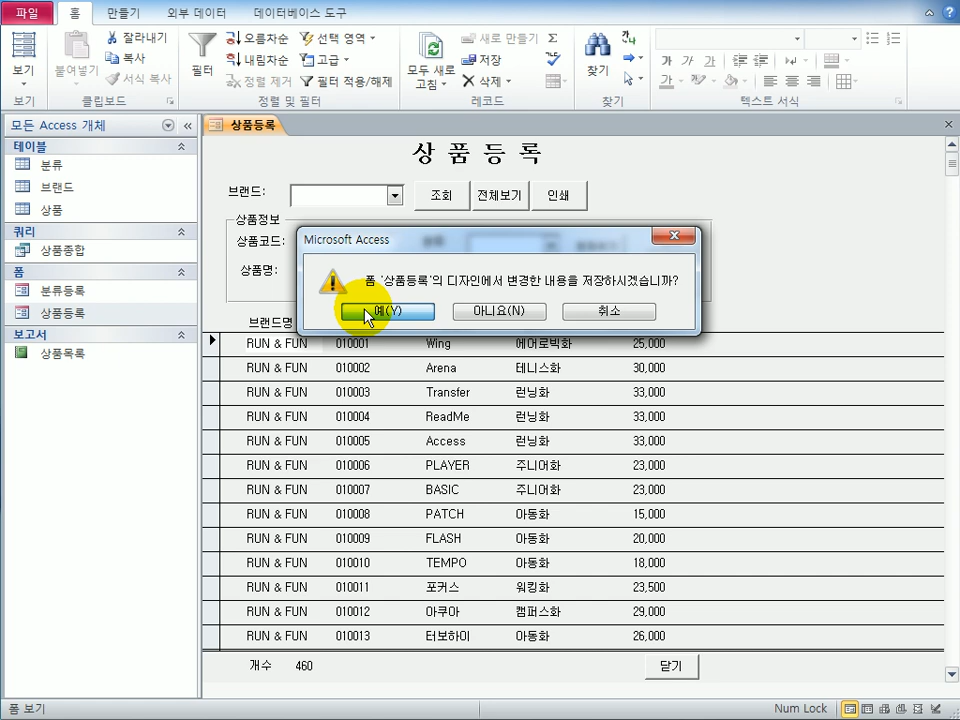 파일 홈 만들기 외부 데이터 데이터베이스 도구
보기 붙여넣기 잘라내기 복사 서식 복사 필터 오름차순 내림차순 정렬 제거 선택 영역 고급 필터 적용/해제 모두 새로 고침 새로 만들기 저장 삭제 찾기 가 가 가
보기 클립보드 정렬 및 필터 레코드 찾기 텍스트 서식
모든 Access 개체
테이블
분류
브랜드
상품
쿼리
상품종합
폼
분류등록
상품등록
보고서
상품목록
상품등록
상 품 등 록
브랜드: 조회 전체보기 인쇄
상품정보
상품코드:
상품명:
Microsoft Access
폼 '상품등록'의 디자인에서 변경한 내용을 저장하시겠습니까?
예(Y) 아니요(N) 취소
브랜드명
RUN & FUN 010001 Wing 에어로빅화 25,000
RUN & FUN 010002 Arena 테니스화 30,000
RUN & FUN 010003 Transfer 런닝화 33,000
RUN & FUN 010004 ReadMe 런닝화 33,000
RUN & FUN 010005 Access 런닝화 33,000
RUN & FUN 010006 PLAYER 주니어화 23,000
RUN & FUN 010007 BASIC 주니어화 23,000
RUN & FUN 010008 PATCH 아동화 15,000
RUN & FUN 010009 FLASH 아동화 20,000
RUN & FUN 010010 TEMPO 아동화 18,000
RUN & FUN 010011 포커스 워킹화 23,500
RUN & FUN 010012 아쿠아 캠퍼스화 29,000
RUN & FUN 010013 터보하이 아동화 26,000
개수 460 닫기
폼 보기 Num Lock